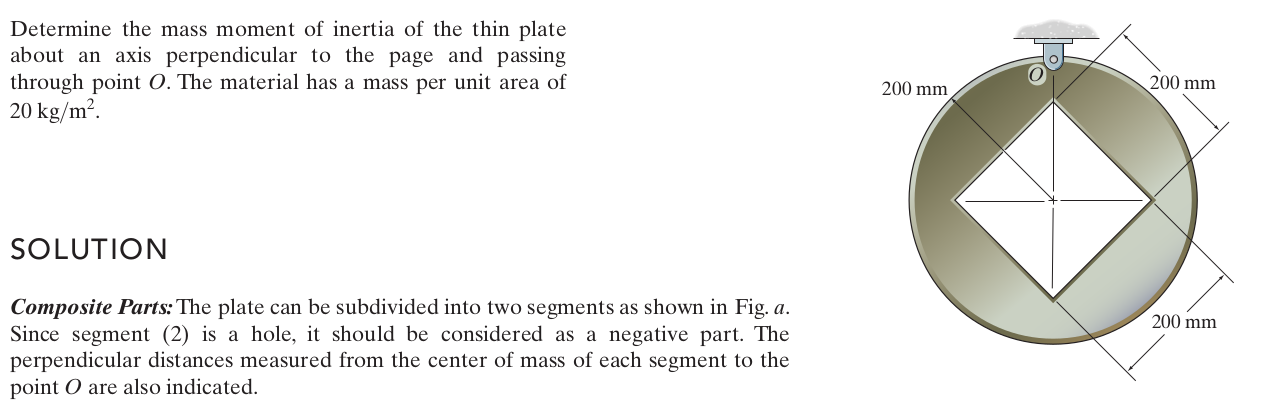 Determine the mass moment of inertia of the thin plate
about an axis perpendicular to the page and passing
through point O. The material has a mass per unit area of
20 kg/m².
O
200 mm
200 mm
200 mm
SOLUTION
Composite Parts: The plate can be subdivided into two segments as shown in Fig. a.
Since segment (2) is a hole, it should be considered as a negative part. The
perpendicular distances measured from the center of mass of each segment to the
point O are also indicated.